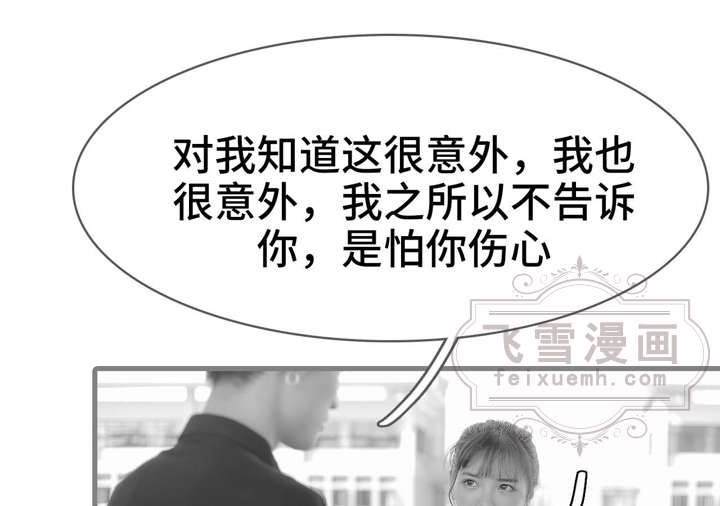 对我知道这很意外，我也
很意外，我之所以不告诉
你，是怕你伤心
飞雪漫画
feixuemh.com